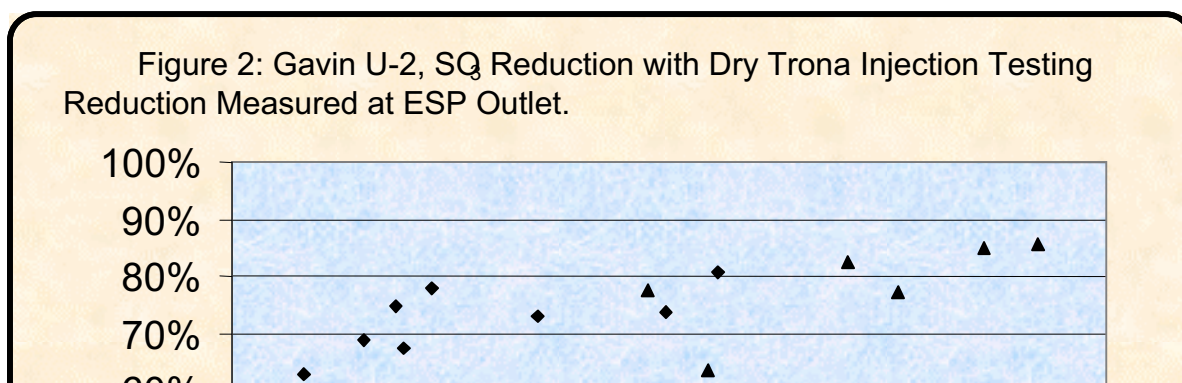 Figure 2: Gavin U-2, SO3 Reduction with Dry Trona Injection Testing
Reduction Measured at ESP Outlet.
100%
90%
80%
70%
60%